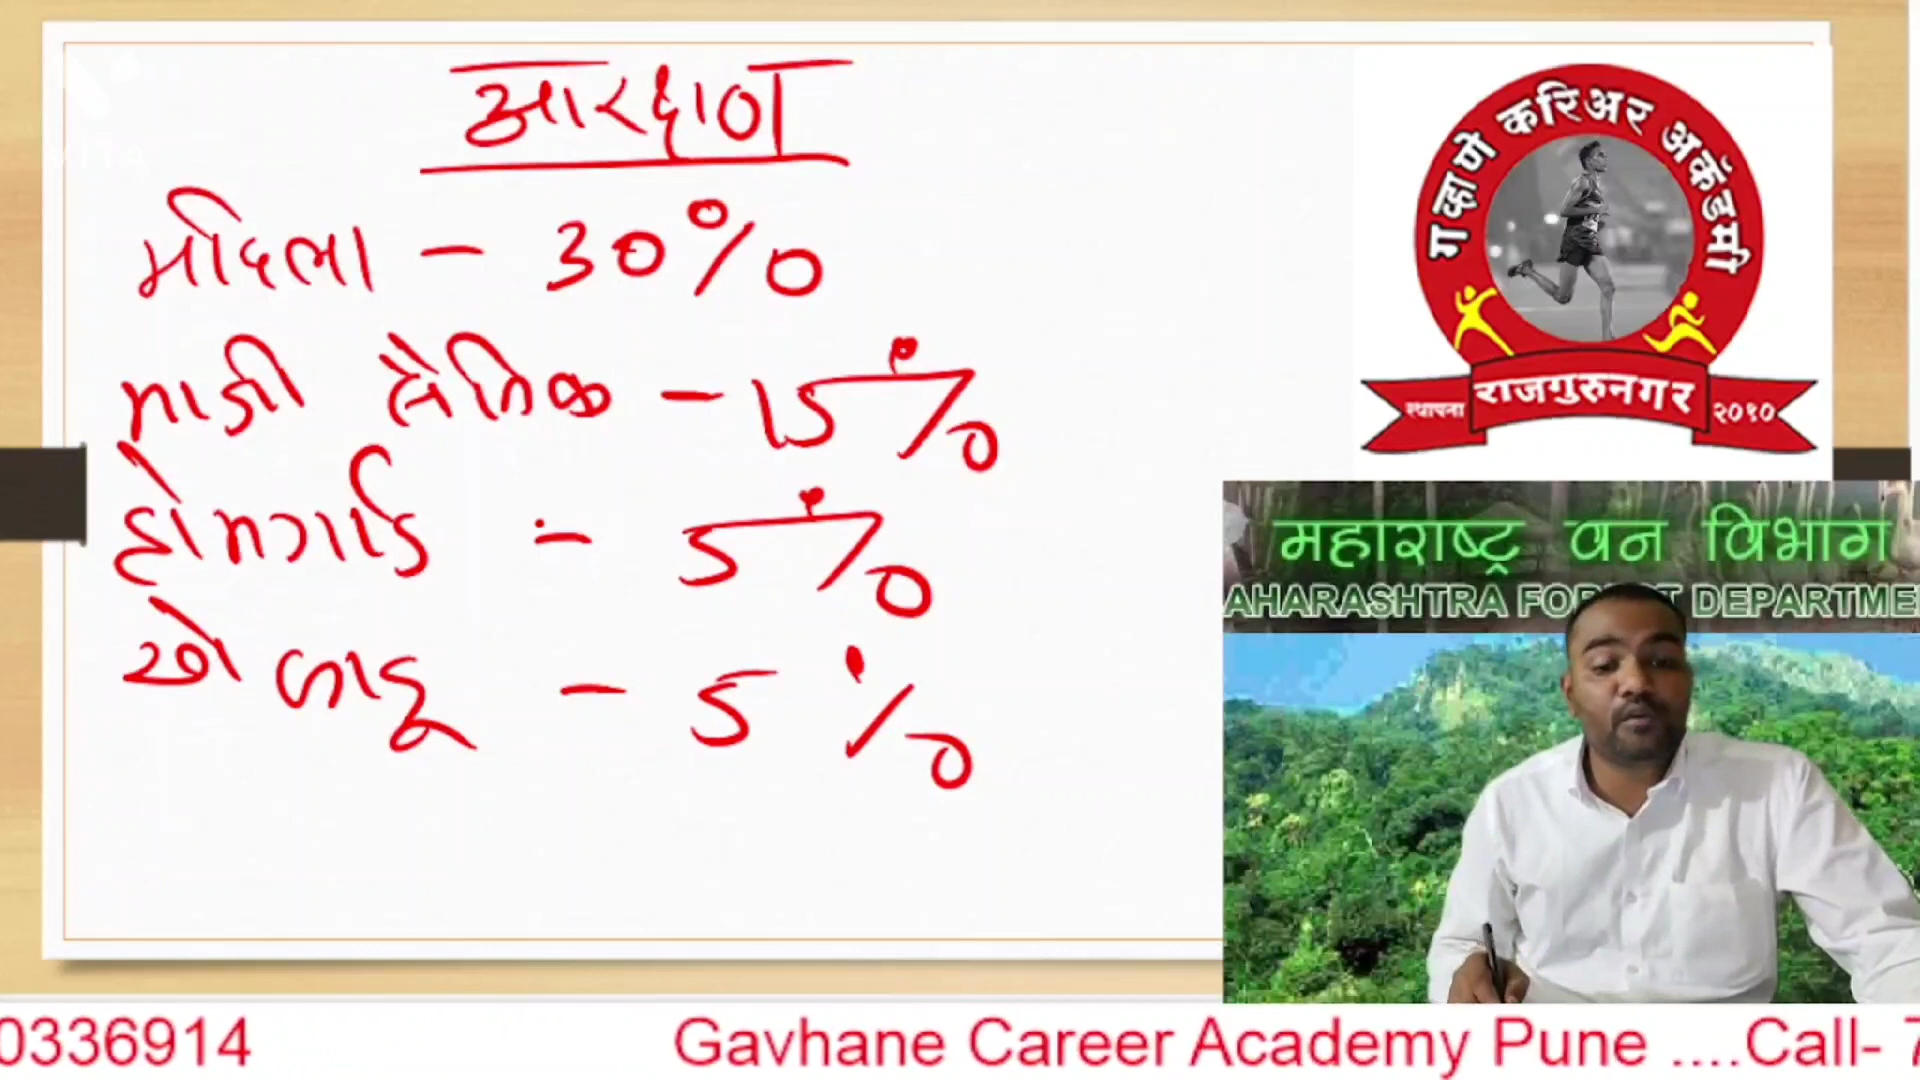 आरक्षण
महिला - 30%
माजी सैनिक - 15%
होमगार्ड - 5%
खेळाडू - 5%
गव्हाणे करिअर अकॅडमी
स्थापना राजगुरुनगर २०१०
महाराष्ट्र वन विभाग
AHARASHTRA FOR T DEPARTME
0336914 Gavhane Career Academy Pune ....Call- 7
VITA